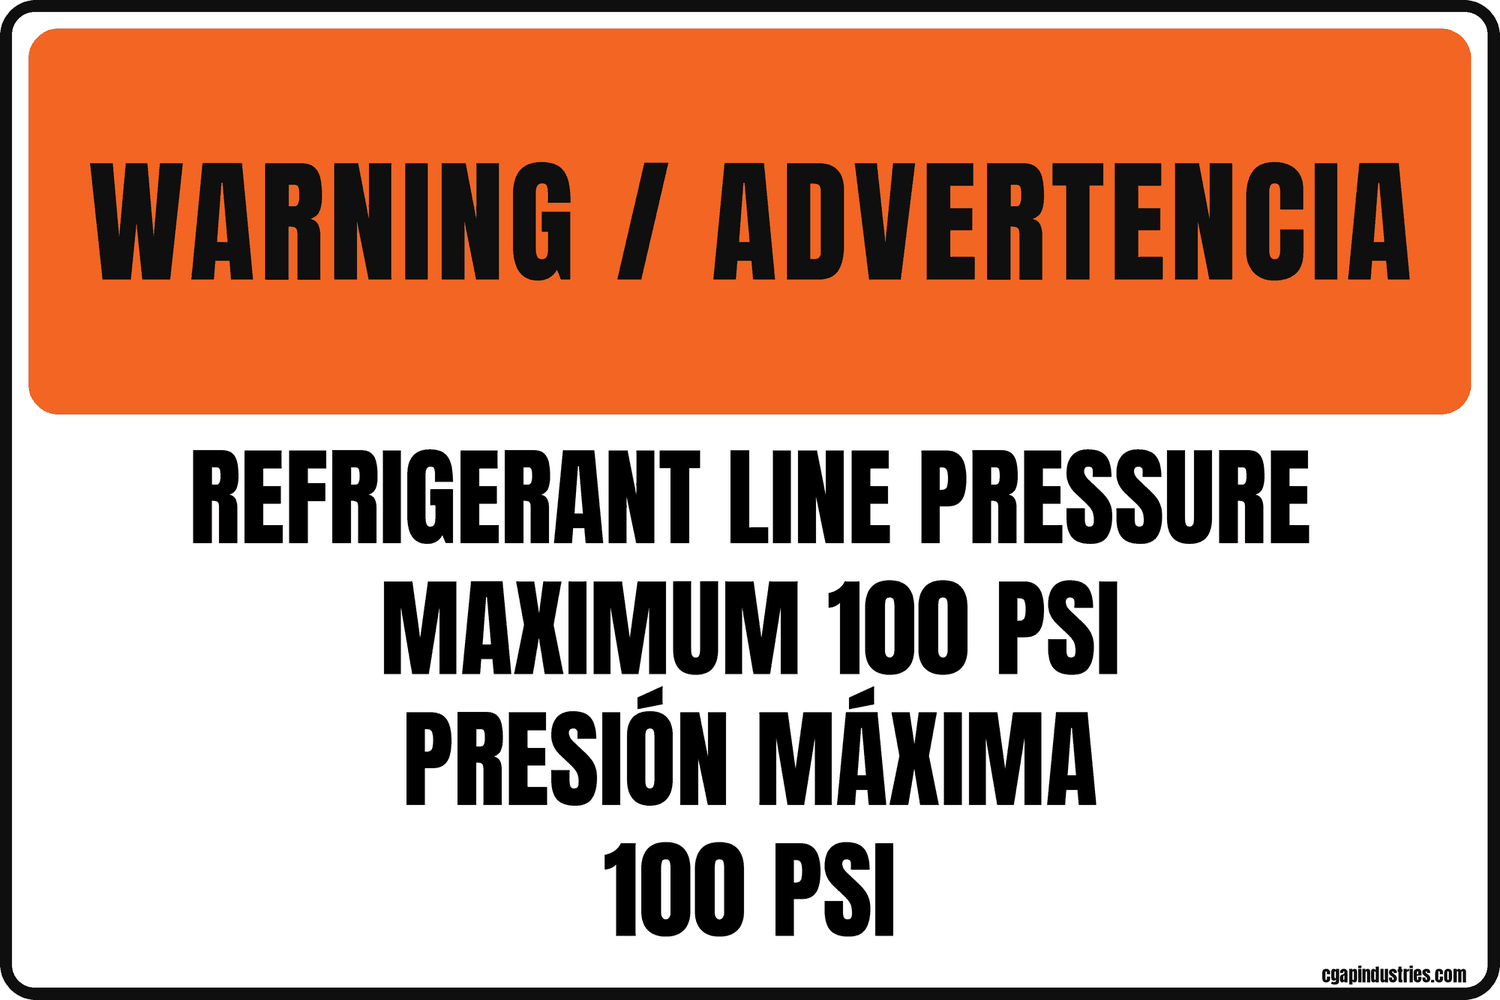 WARNING / ADVERTENCIA
REFRIGERANT LINE PRESSURE
MAXIMUM 100 PSI
PRESIÓN MÁXIMA
100 PSI
cgapindustries.com